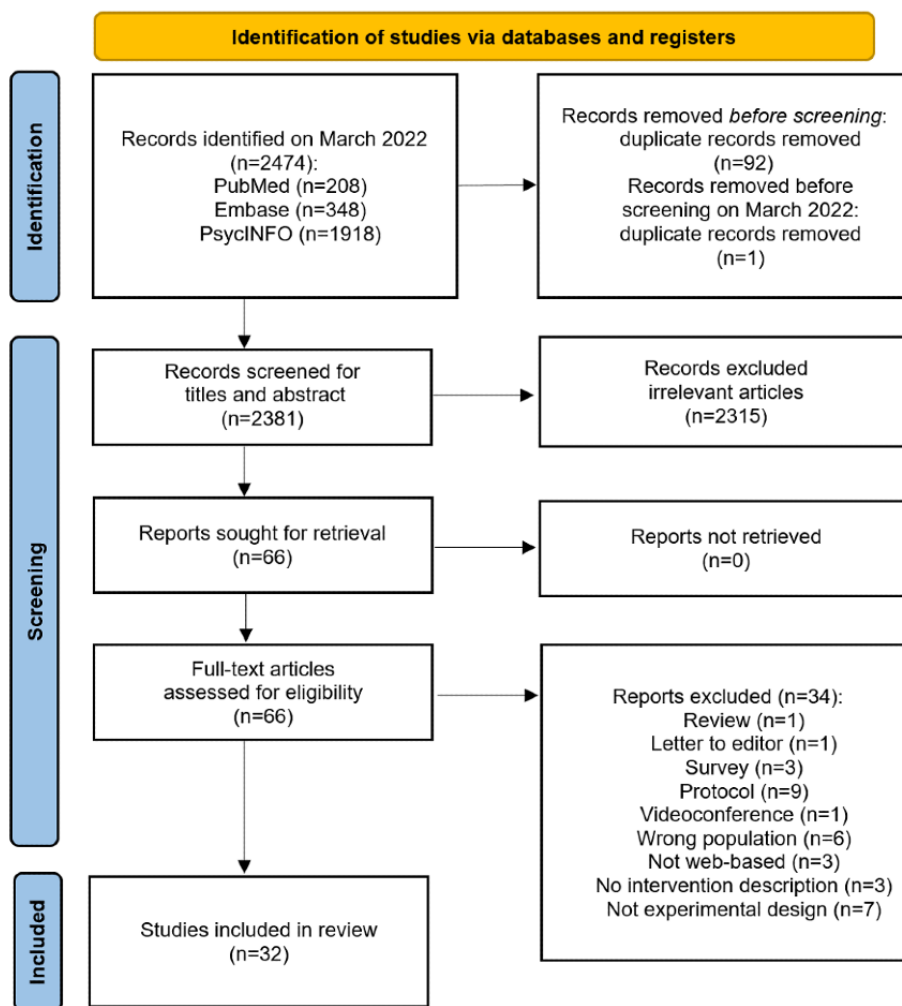 Identification of studies via databases and registers
Identification
Records identified on March 2022
(n=2474):
PubMed (n=208)
Embase (n=348)
PsycINFO (n=1918)
Records removed before screening:
duplicate records removed
(n=92)
Records removed before
screening on March 2022:
duplicate records removed
(n=1)
Screening
Records screened for
titles and abstract
(n=2381)
Records excluded
irrelevant articles
(n=2315)
Reports sought for retrieval
(n=66)
Reports not retrieved
(n=0)
Full-text articles
assessed for eligibility
(n=66)
Reports excluded (n=34):
Review (n=1)
Letter to editor (n=1)
Survey (n=3)
Protocol (n=9)
Videoconference (n=1)
Wrong population (n=6)
Not web-based (n=3)
No intervention description (n=3)
Not experimental design (n=7)
Included
Studies included in review
(n=32)